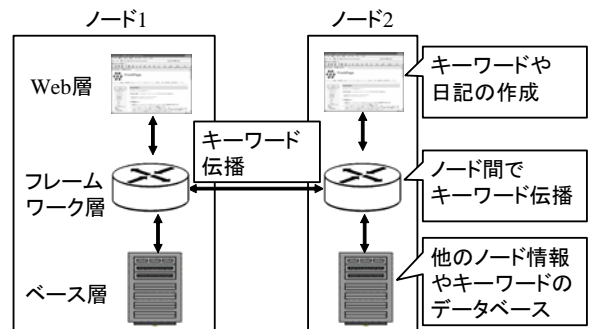 ノード1
ノード2
Web層
キーワードや
日記の作成
キーワード
伝播
フレーム
ワーク層
ノード間で
キーワード伝播
ベース層
他のノード情報
やキーワードの
データベース